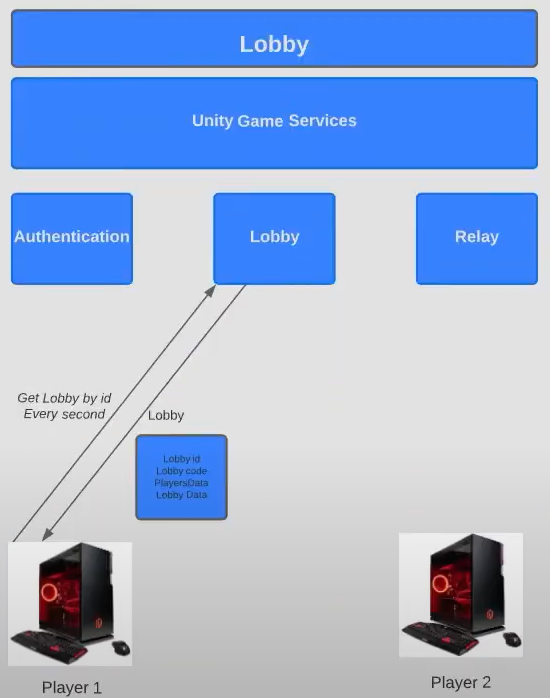 Lobby
Unity Game Services
Authentication
Lobby
Relay
Get Lobby by id
Every second
Lobby
Lobby id
Lobby code
PlayersData
Lobby Data
Player 1
Player 2